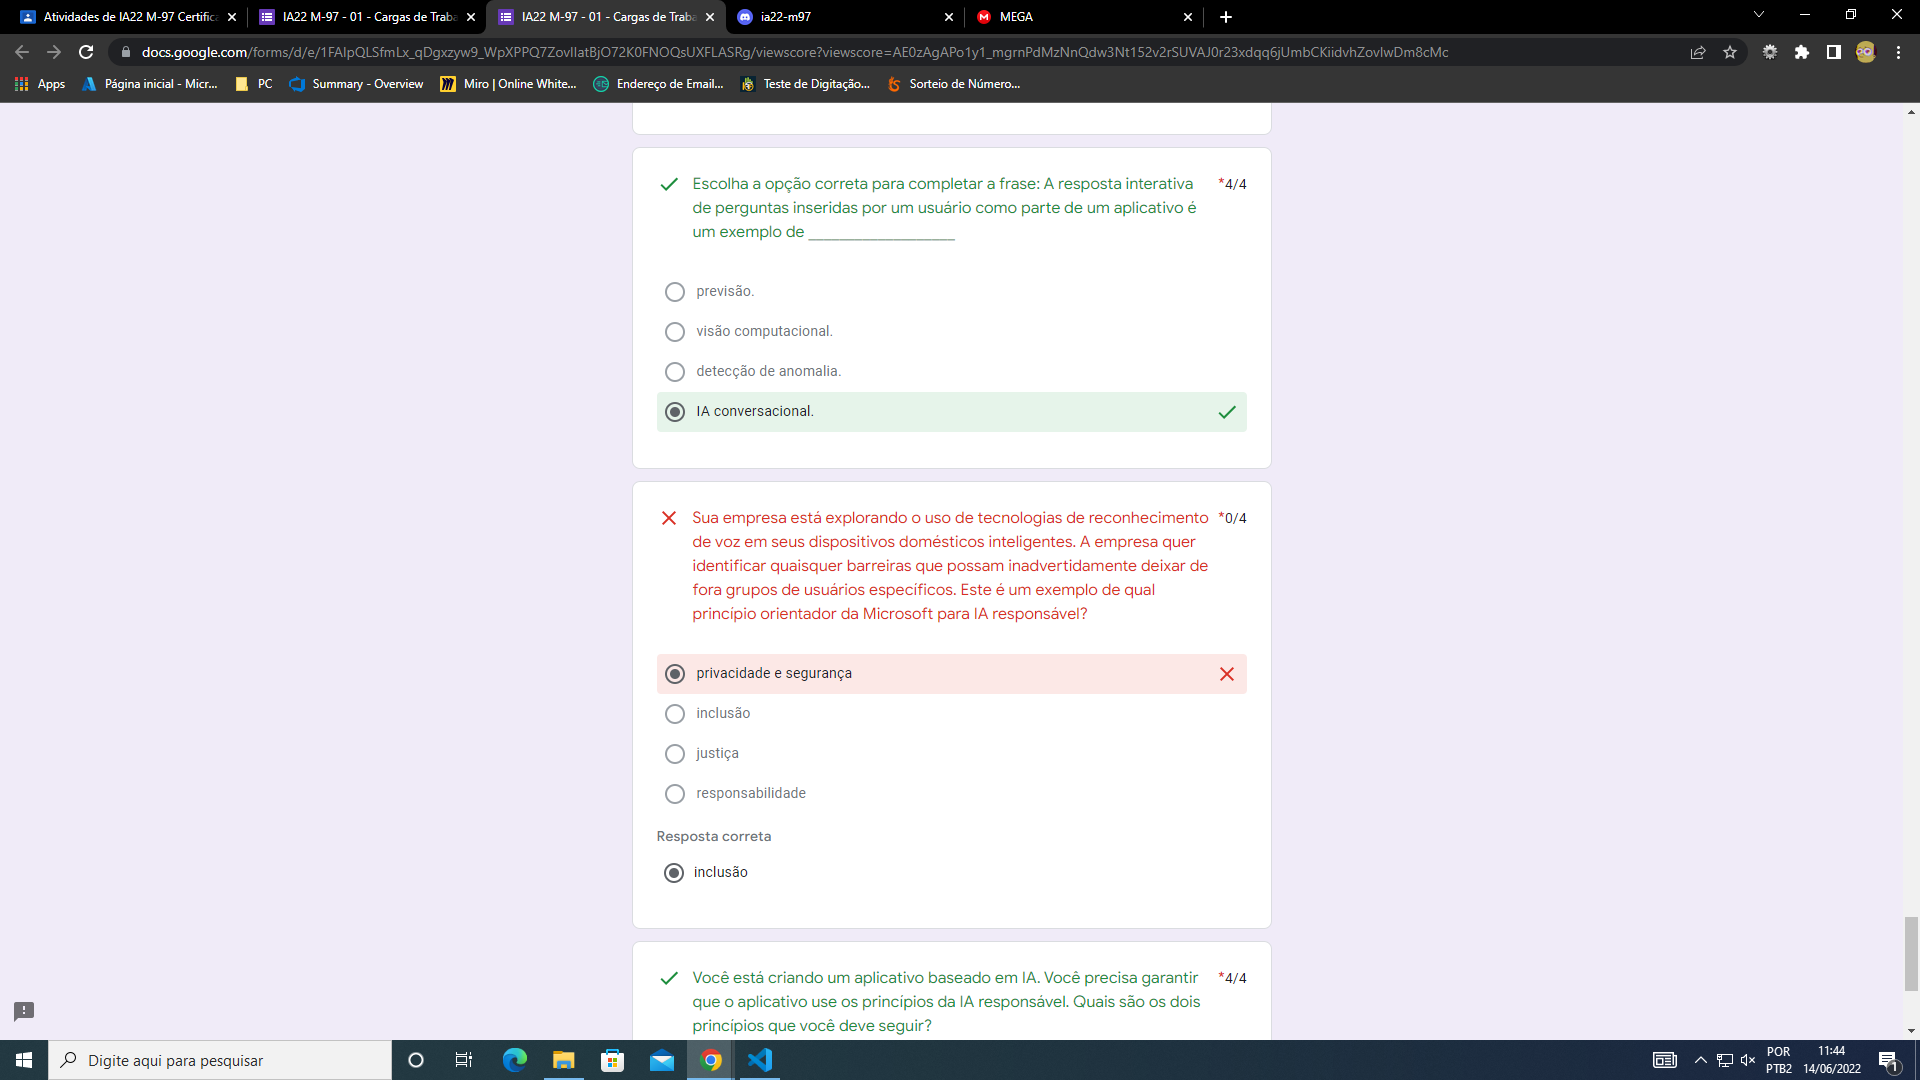 Atividades de IA22 M-97 Certifica
IA22 M-97 - 01 - Cargas de Traba
IA22 M-97 - 01 - Cargas de Traba
ia22-m97
MEGA
docs.google.com/forms/d/e/1FAIpQLSfmLx_qDgxzyw9_WpXPPQ7ZovIIatBjO72K0FNOQsUXFLASRg/viewscore?viewscore=AE0zAgAPo1y1_mgrnPdMzNnQdw3Nt152v2rSUVAJ0r23xdqq6jUmbCKiidvhZovIwDm8cMc
Apps
Página inicial - Micr...
PC
Summary - Overview
Miro | Online White...
Endereço de Email...
Teste de Digitação...
Sorteio de Número...
Escolha a opção correta para completar a frase: A resposta interativa *4/4
de perguntas inseridas por um usuário como parte de um aplicativo é
um exemplo de ___________________
previsão.
visão computacional.
detecção de anomalia.
IA conversacional.
Sua empresa está explorando o uso de tecnologias de reconhecimento *0/4
de voz em seus dispositivos domésticos inteligentes. A empresa quer
identificar quaisquer barreiras que possam inadvertidamente deixar de
fora grupos de usuários específicos. Este é um exemplo de qual
princípio orientador da Microsoft para IA responsável?
privacidade e segurança
inclusão
justiça
responsabilidade
Resposta correta
inclusão
Você está criando um aplicativo baseado em IA. Você precisa garantir *4/4
que o aplicativo use os princípios da IA responsável. Quais são os dois
princípios que você deve seguir?
Digite aqui para pesquisar
POR
PTB2
11:44
14/06/2022
1